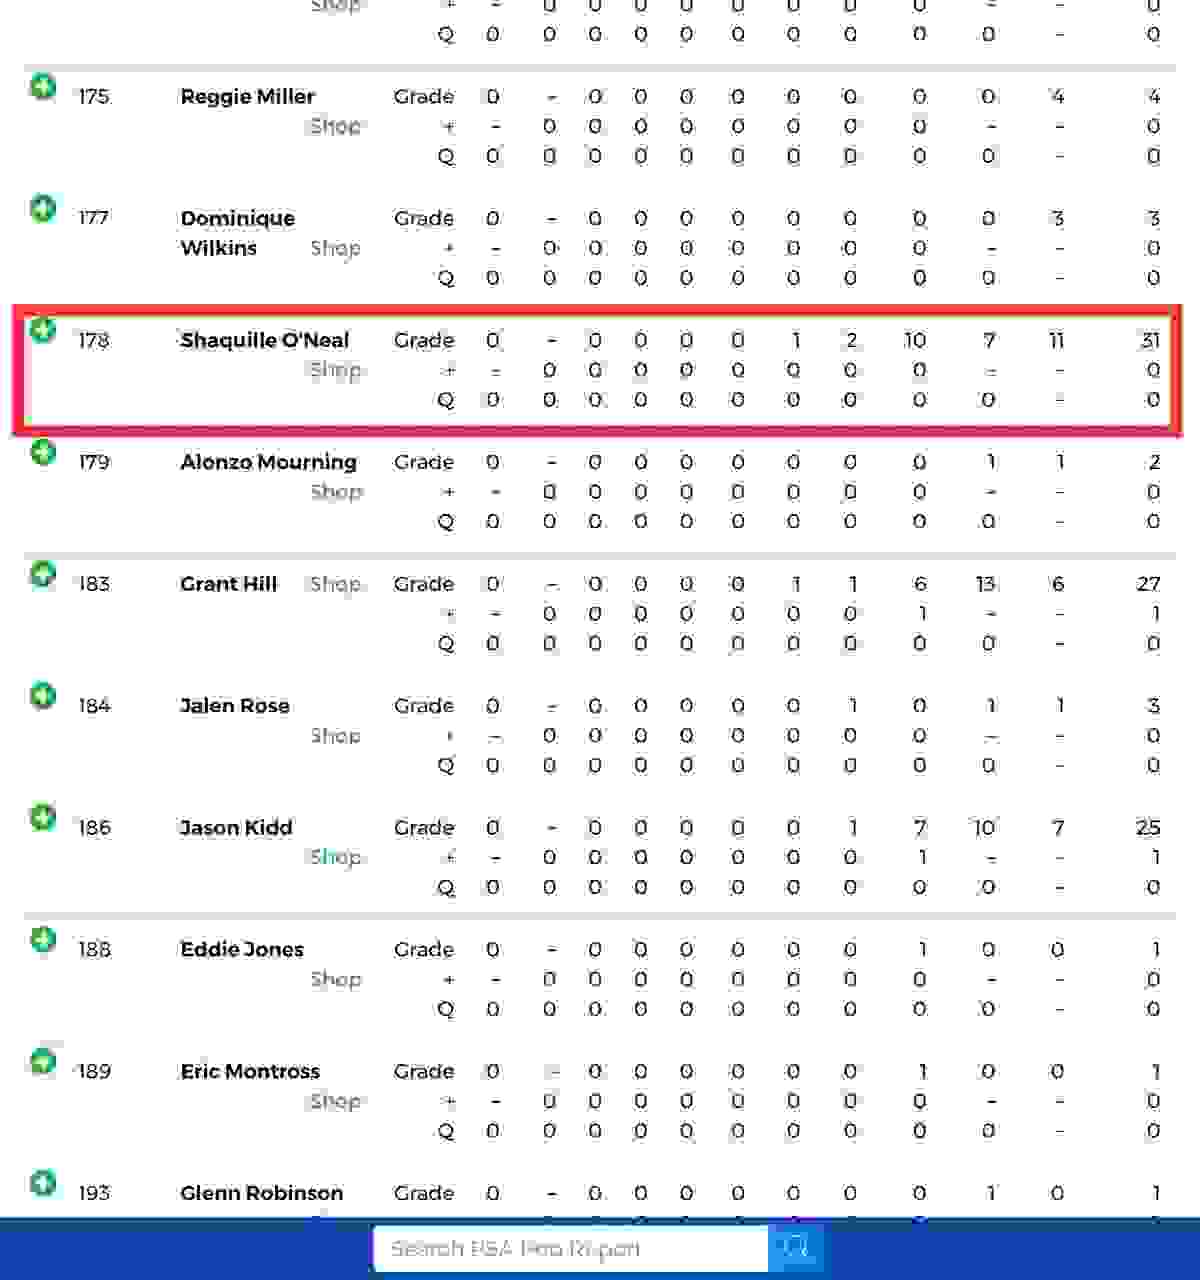 Shop + - 0 0 0 0 0 0 0 0 - - 0
Q 0 0 0 0 0 0 0 0 0 0 - 0
175 Reggie Miller Grade 0 - 0 0 0 0 0 0 0 0 4 4
Shop + - 0 0 0 0 0 0 0 0 - - 0
Q 0 0 0 0 0 0 0 0 0 0 - 0
177 Dominique Grade 0 - 0 0 0 0 0 0 0 0 3 3
Wilkins Shop + - 0 0 0 0 0 0 0 0 - - 0
Q 0 0 0 0 0 0 0 0 0 0 - 0
178 Shaquille O'Neal Grade 0 - 0 0 0 0 1 2 10 7 11 31
Shop + - 0 0 0 0 0 0 0 0 - - 0
Q 0 0 0 0 0 0 0 0 0 0 - 0
179 Alonzo Mourning Grade 0 - 0 0 0 0 0 0 0 1 1 2
Shop + - 0 0 0 0 0 0 0 0 - - 0
Q 0 0 0 0 0 0 0 0 0 0 - 0
183 Grant Hill Shop Grade 0 - 0 0 0 0 1 1 6 13 6 27
+ - 0 0 0 0 0 0 0 1 - - 1
Q 0 0 0 0 0 0 0 0 0 0 - 0
184 Jalen Rose Grade 0 - 0 0 0 0 0 1 0 1 1 3
Shop + - 0 0 0 0 0 0 0 0 - - 0
Q 0 0 0 0 0 0 0 0 0 0 - 0
186 Jason Kidd Grade 0 - 0 0 0 0 0 1 7 10 7 25
Shop + - 0 0 0 0 0 0 0 1 - - 1
Q 0 0 0 0 0 0 0 0 0 0 - 0
188 Eddie Jones Grade 0 - 0 0 0 0 0 0 1 0 0 1
Shop + - 0 0 0 0 0 0 0 0 - - 0
Q 0 0 0 0 0 0 0 0 0 0 - 0
189 Eric Montross Grade 0 - 0 0 0 0 0 0 1 0 0 1
Shop + - 0 0 0 0 0 0 0 0 - - 0
Q 0 0 0 0 0 0 0 0 0 0 - 0
193 Glenn Robinson Grade 0 - 0 0 0 0 0 0 0 1 0 1
Search PSA Pop Report